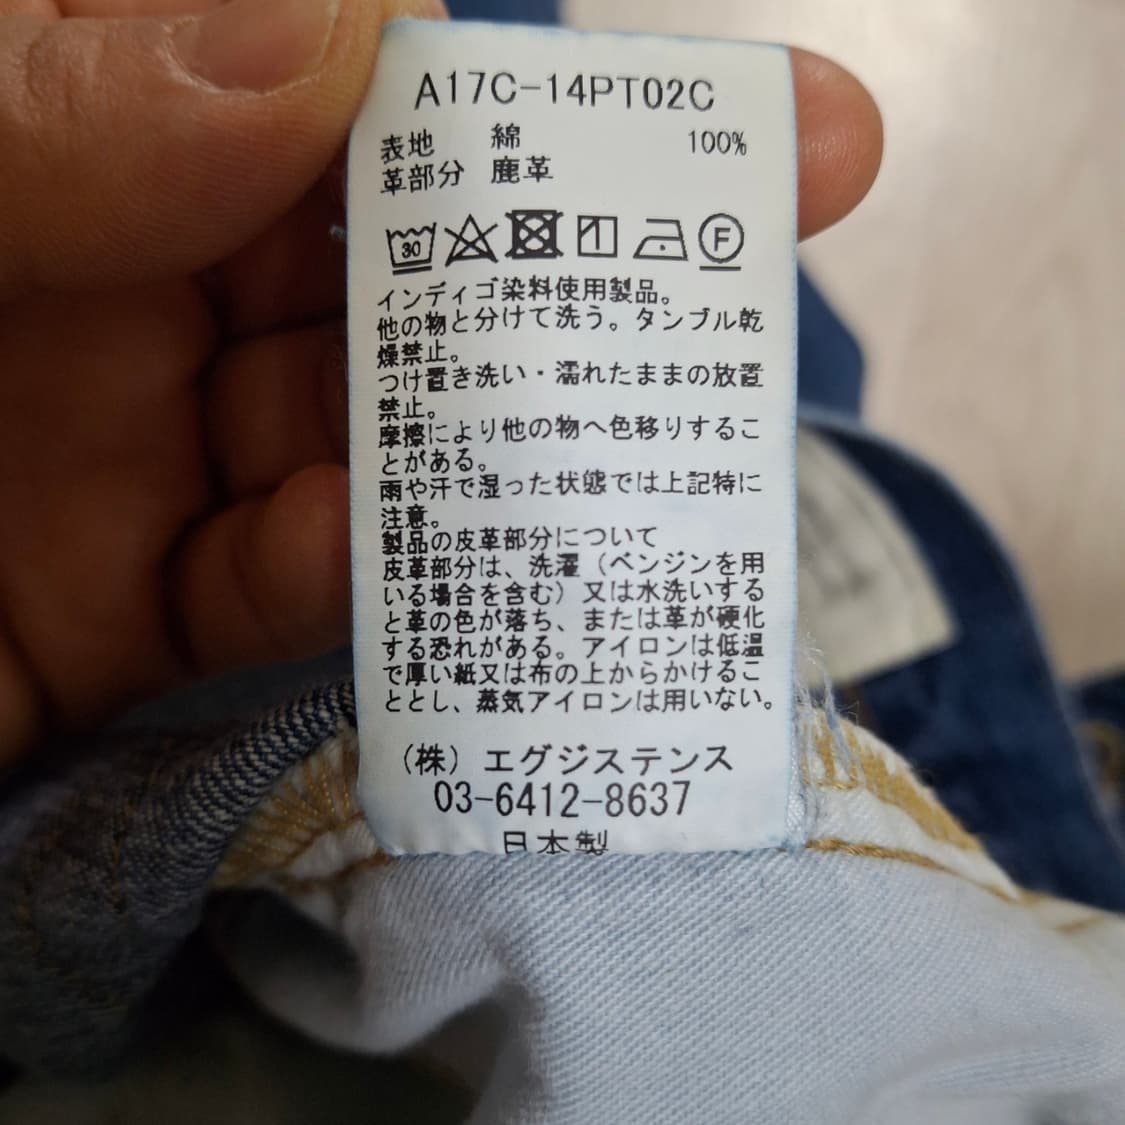 A17C-14PT02C
表地 綿 100%
革部分 鹿革
30 F
インディゴ染料使用製品。
他の物と分けて洗う。タンブル乾
燥禁止。
つけ置き洗い・濡れたままの放置
禁止。
摩擦により他の物へ色移りするこ
とがある。
雨や汗で湿った状態では上記特に
注意。
製品の皮革部分について
皮革部分は、洗濯（ベンジンを用
いる場合を含む）又は水洗いする
と革の色が落ち、または革が硬化
する恐れがある。アイロンは低温
で厚い紙又は布の上からかけるこ
ととし、蒸気アイロンは用いない。
（株）エグジステンス
03-6412-8637
日本製